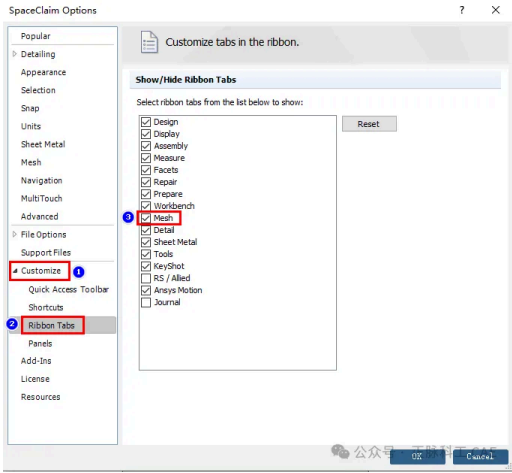 SpaceClaim Options
?
Popular
Detailing
Appearance
Selection
Snap
Units
Sheet Metal
Mesh
Navigation
MultiTouch
Advanced
File Options
Support Files
Customize 1
Quick Access Toolbar
Shortcuts
2 Ribbon Tabs
Panels
Add-Ins
License
Resources
Customize tabs in the ribbon.
Show/Hide Ribbon Tabs
Select ribbon tabs from the list below to show:
Design
Display
Assembly
Measure
Facets
Repair
Prepare
Workbench
3 Mesh
Detail
Sheet Metal
Tools
KeyShot
RS / Allied
Ansys Motion
Journal
Reset
公众号
OK
Cancel